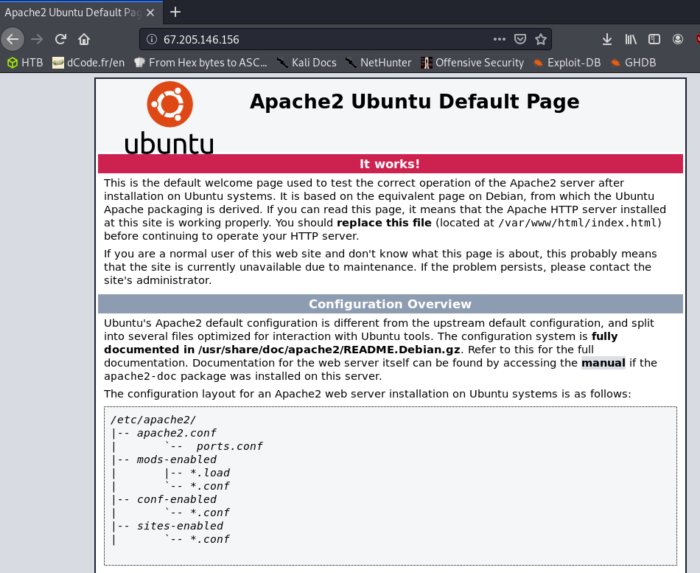 Apache2 Ubuntu Default Pag
67.205.146.156
HTB dCode.fr/en From Hex bytes to ASC... Kali Docs NetHunter Offensive Security Exploit-DB GHDB
ubuntu
Apache2 Ubuntu Default Page
It works!
This is the default welcome page used to test the correct operation of the Apache2 server after
installation on Ubuntu systems. It is based on the equivalent page on Debian, from which the Ubuntu
Apache packaging is derived. If you can read this page, it means that the Apache HTTP server installed
at this site is working properly. You should replace this file (located at /var/www/html/index.html)
before continuing to operate your HTTP server.
If you are a normal user of this web site and don't know what this page is about, this probably means
that the site is currently unavailable due to maintenance. If the problem persists, please contact the
site's administrator.
Configuration Overview
Ubuntu's Apache2 default configuration is different from the upstream default configuration, and split
into several files optimized for interaction with Ubuntu tools. The configuration system is fully
documented in /usr/share/doc/apache2/README.Debian.gz. Refer to this for the full
documentation. Documentation for the web server itself can be found by accessing the manual if the
apache2-doc package was installed on this server.
The configuration layout for an Apache2 web server installation on Ubuntu systems is as follows:
/etc/apache2/
|-- apache2.conf
|       `--  ports.conf
|-- mods-enabled
|       |-- *.load
|       `-- *.conf
|-- conf-enabled
|       `-- *.conf
|-- sites-enabled
|       `-- *.conf